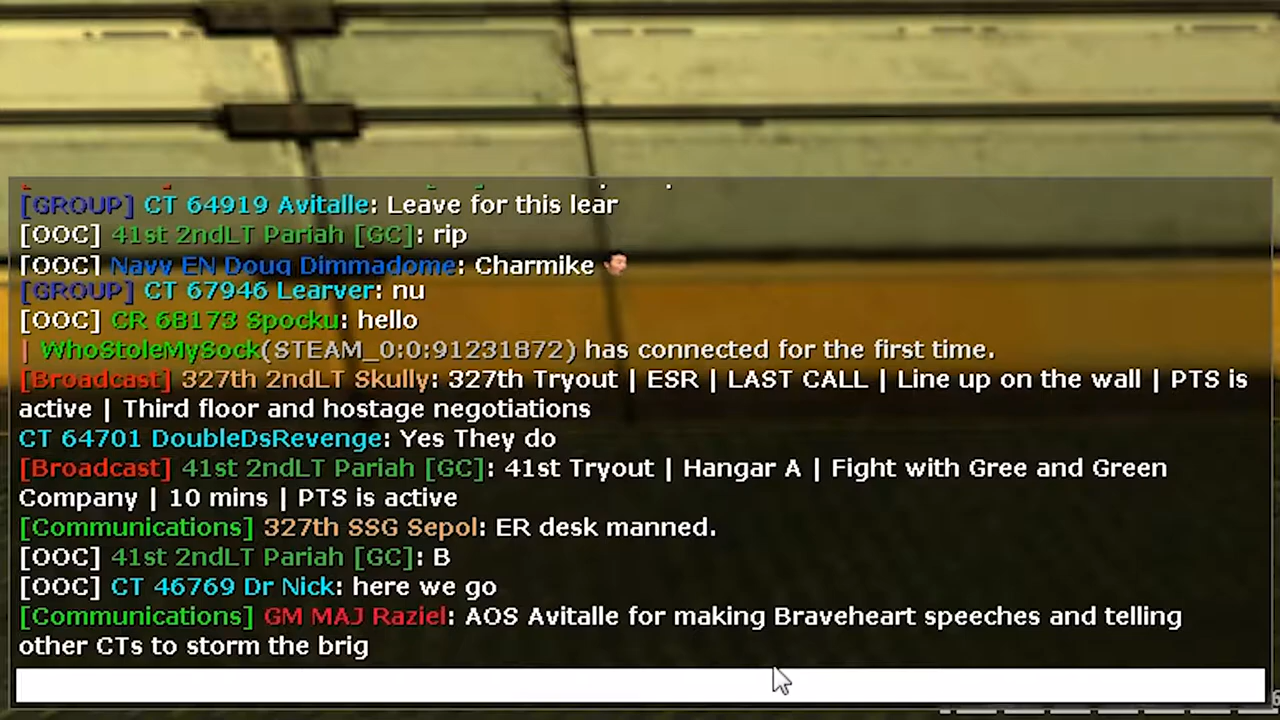 [GROUP] CT 64919 Avitalle: Leave for this lear
[OOC] 41st 2ndLT Pariah [GC]: rip
[OOC] Navy EN Doug Dimmadome: Charmike
[GROUP] CT 67946 Learver: nu
[OOC] CR 68173 Spocku: hello
| WhoStoleMySock(STEAM_0:0:91231872) has connected for the first time.
[Broadcast] 327th 2ndLT Skully: 327th Tryout | ESR | LAST CALL | Line up on the wall | PTS is
active | Third floor and hostage negotiations
CT 64701 DoubleDsRevenge: Yes They do
[Broadcast] 41st 2ndLT Pariah [GC]: 41st Tryout | Hangar A | Fight with Gree and Green
Company | 10 mins | PTS is active
[Communications] 327th SSG Sepol: ER desk manned.
[OOC] 41st 2ndLT Pariah [GC]: B
[OOC] CT 46769 Dr Nick: here we go
[Communications] GM MAJ Raziel: AOS Avitalle for making Braveheart speeches and telling
other CTs to storm the brig